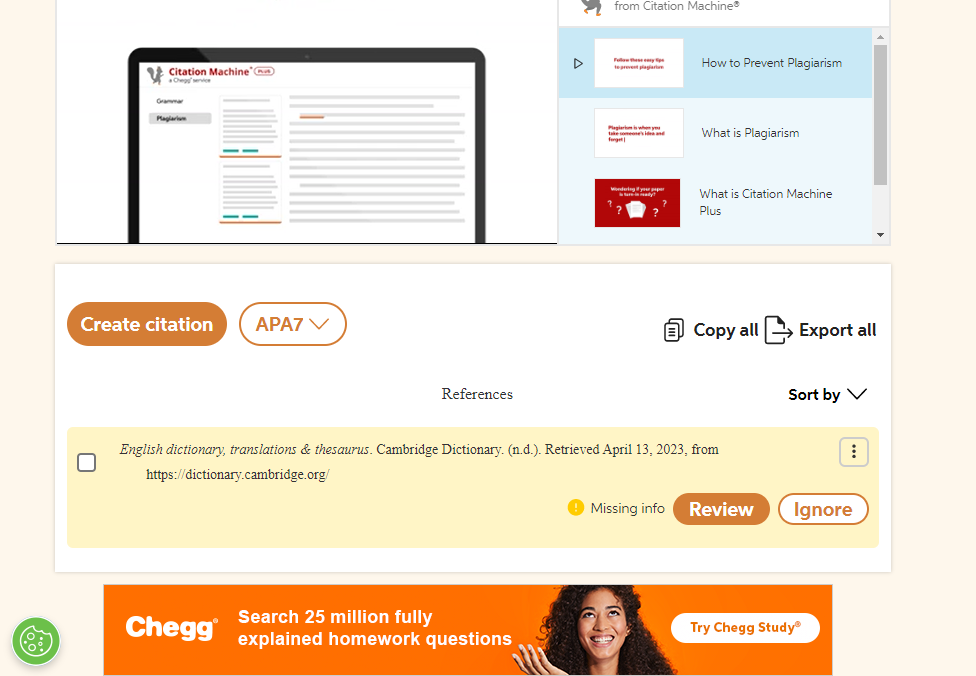 from Citation Machine®
Citation Machine® PLUS
a Chegg® service
Grammar
Plagiarism
Follow these easy tips
to prevent plagiarism
How to Prevent Plagiarism
Plagiarism is when you
take someone's idea and
forget |
What is Plagiarism
Wondering if your paper
is turn-in ready?
? ? ? ?
What is Citation Machine
Plus
Create citation
APA7
Copy all
Export all
References
Sort by
English dictionary, translations & thesaurus. Cambridge Dictionary. (n.d.). Retrieved April 13, 2023, from
https://dictionary.cambridge.org/
! Missing info
Review
Ignore
Chegg®
Search 25 million fully
explained homework questions
Try Chegg Study®